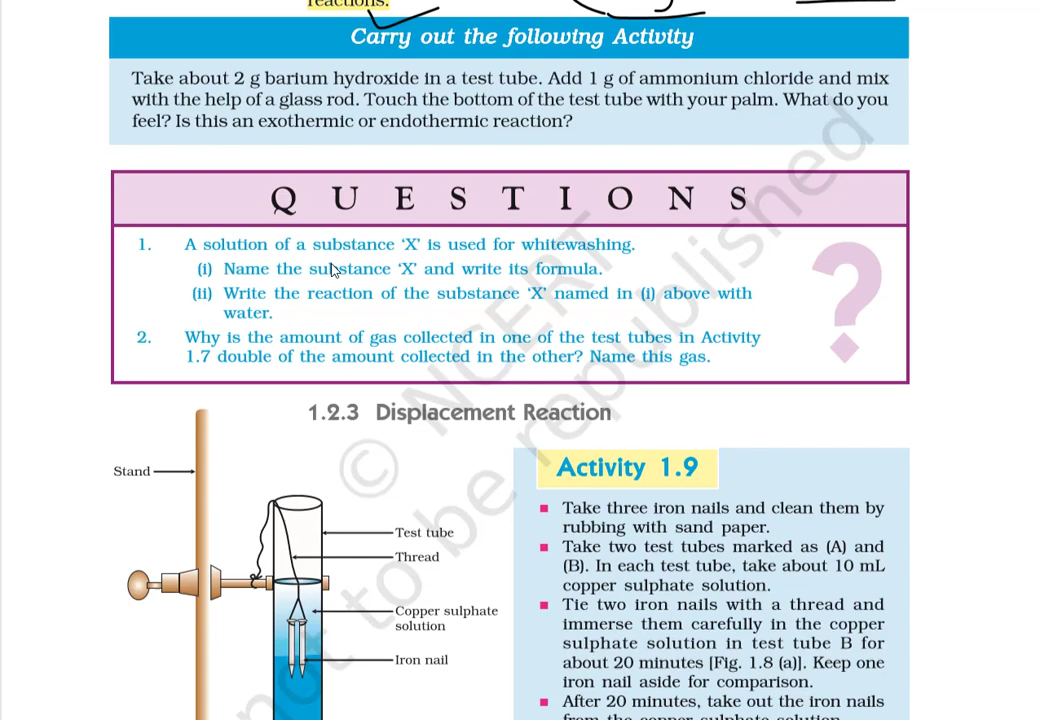 reactions.
Carry out the following Activity
Take about 2 g barium hydroxide in a test tube. Add 1 g of ammonium chloride and mix
with the help of a glass rod. Touch the bottom of the test tube with your palm. What do you
feel? Is this an exothermic or endothermic reaction?
QUESTIONS
1. A solution of a substance ‘X’ is used for whitewashing.
(i) Name the substance ‘X’ and write its formula.
(ii) Write the reaction of the substance ‘X’ named in (i) above with
water.
2. Why is the amount of gas collected in one of the test tubes in Activity
1.7 double of the amount collected in the other? Name this gas.
?
1.2.3 Displacement Reaction
Stand
Test tube
Thread
Copper sulphate
solution
Iron nail
Activity 1.9
Take three iron nails and clean them by
rubbing with sand paper.
Take two test tubes marked as (A) and
(B). In each test tube, take about 10 mL
copper sulphate solution.
Tie two iron nails with a thread and
immerse them carefully in the copper
sulphate solution in test tube B for
about 20 minutes [Fig. 1.8 (a)]. Keep one
iron nail aside for comparison.
After 20 minutes, take out the iron nails
from the copper sulphate solution.
© NCERT
not to be republished